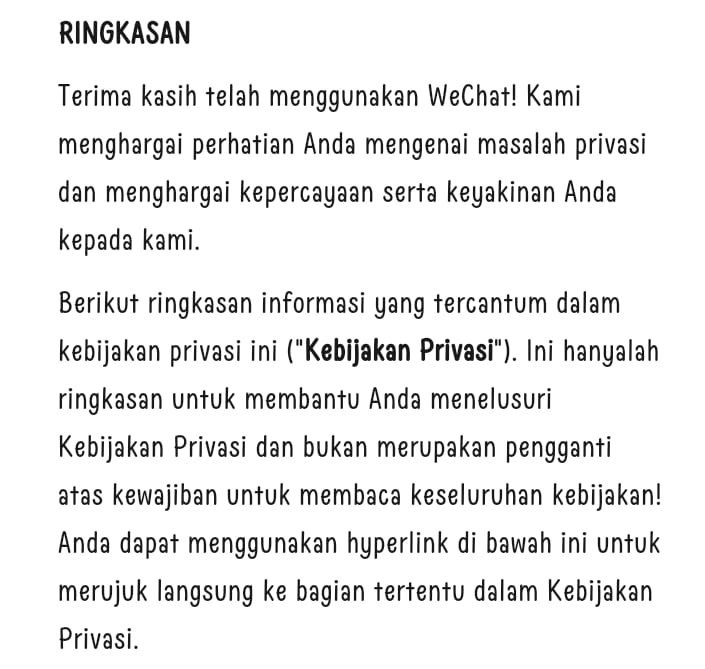 RINGKASAN
Terima kasih telah menggunakan WeChat! Kami
menghargai perhatian Anda mengenai masalah privasi
dan menghargai kepercayaan serta keyakinan Anda
kepada kami.
Berikut ringkasan informasi yang tercantum dalam
kebijakan privasi ini ("Kebijakan Privasi"). Ini hanyalah
ringkasan untuk membantu Anda menelusuri
Kebijakan Privasi dan bukan merupakan pengganti
atas kewajiban untuk membaca keseluruhan kebijakan!
Anda dapat menggunakan hyperlink di bawah ini untuk
merujuk langsung ke bagian tertentu dalam Kebijakan
Privasi.